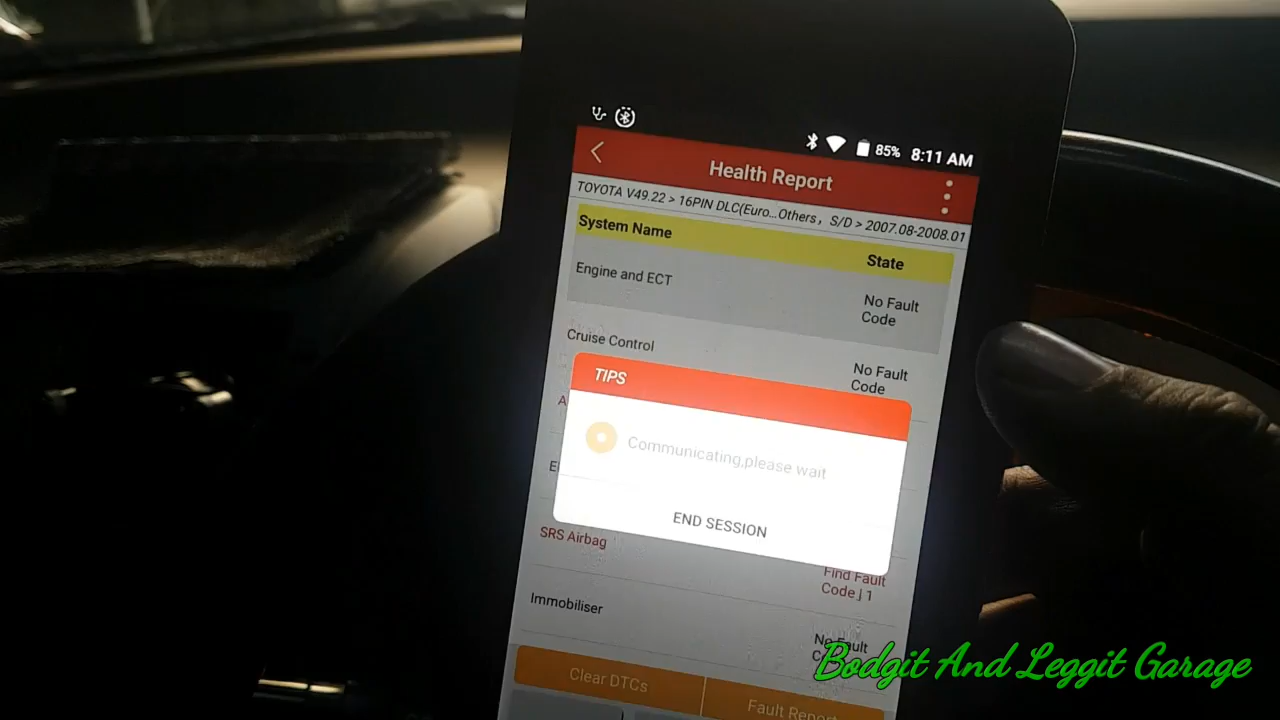 85% 8:11 AM
Health Report
TOYOTA V49.22 > 16PIN DLC(Euro...Others, S/D > 2007.08-2008.01
System Name State
Engine and ECT No Fault
Code
Cruise Control No Fault
Code
TIPS
Communicating,please wait
END SESSION
SRS Airbag Find Fault
Code,j 1
Immobiliser No Fault
Clear DTCs Fault Report
Bodgit And Leggit Garage